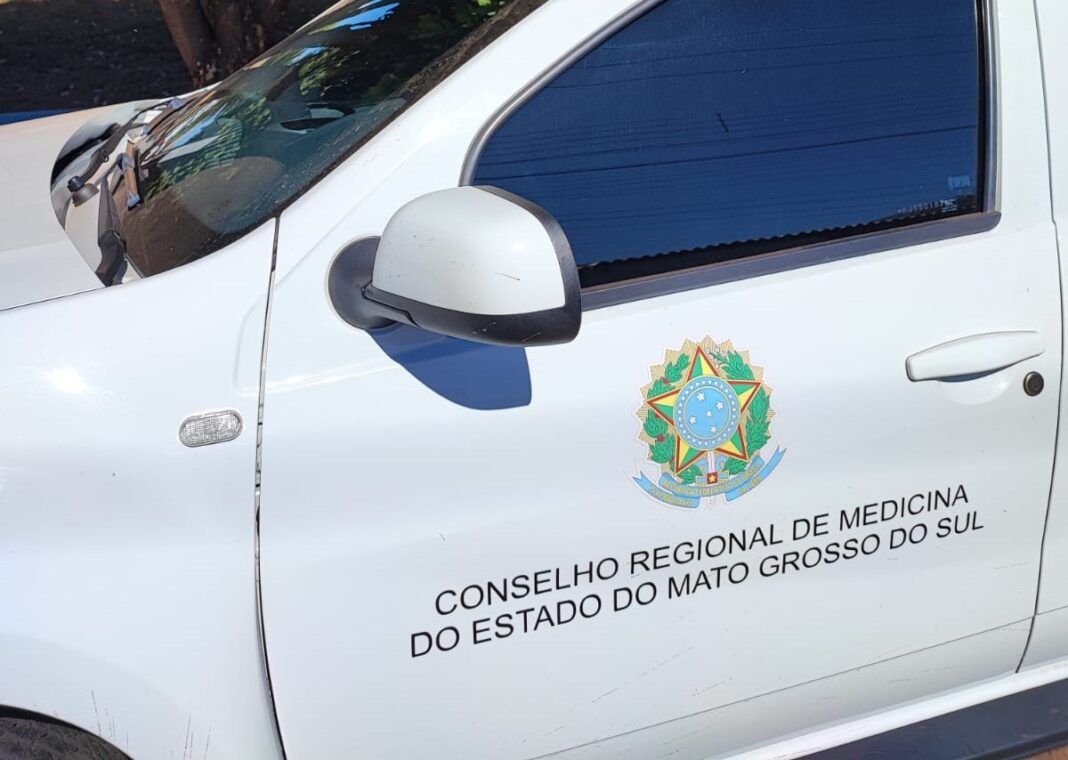 CONSELHO REGIONAL DE MEDICINA
DO ESTADO DO MATO GROSSO DO SUL